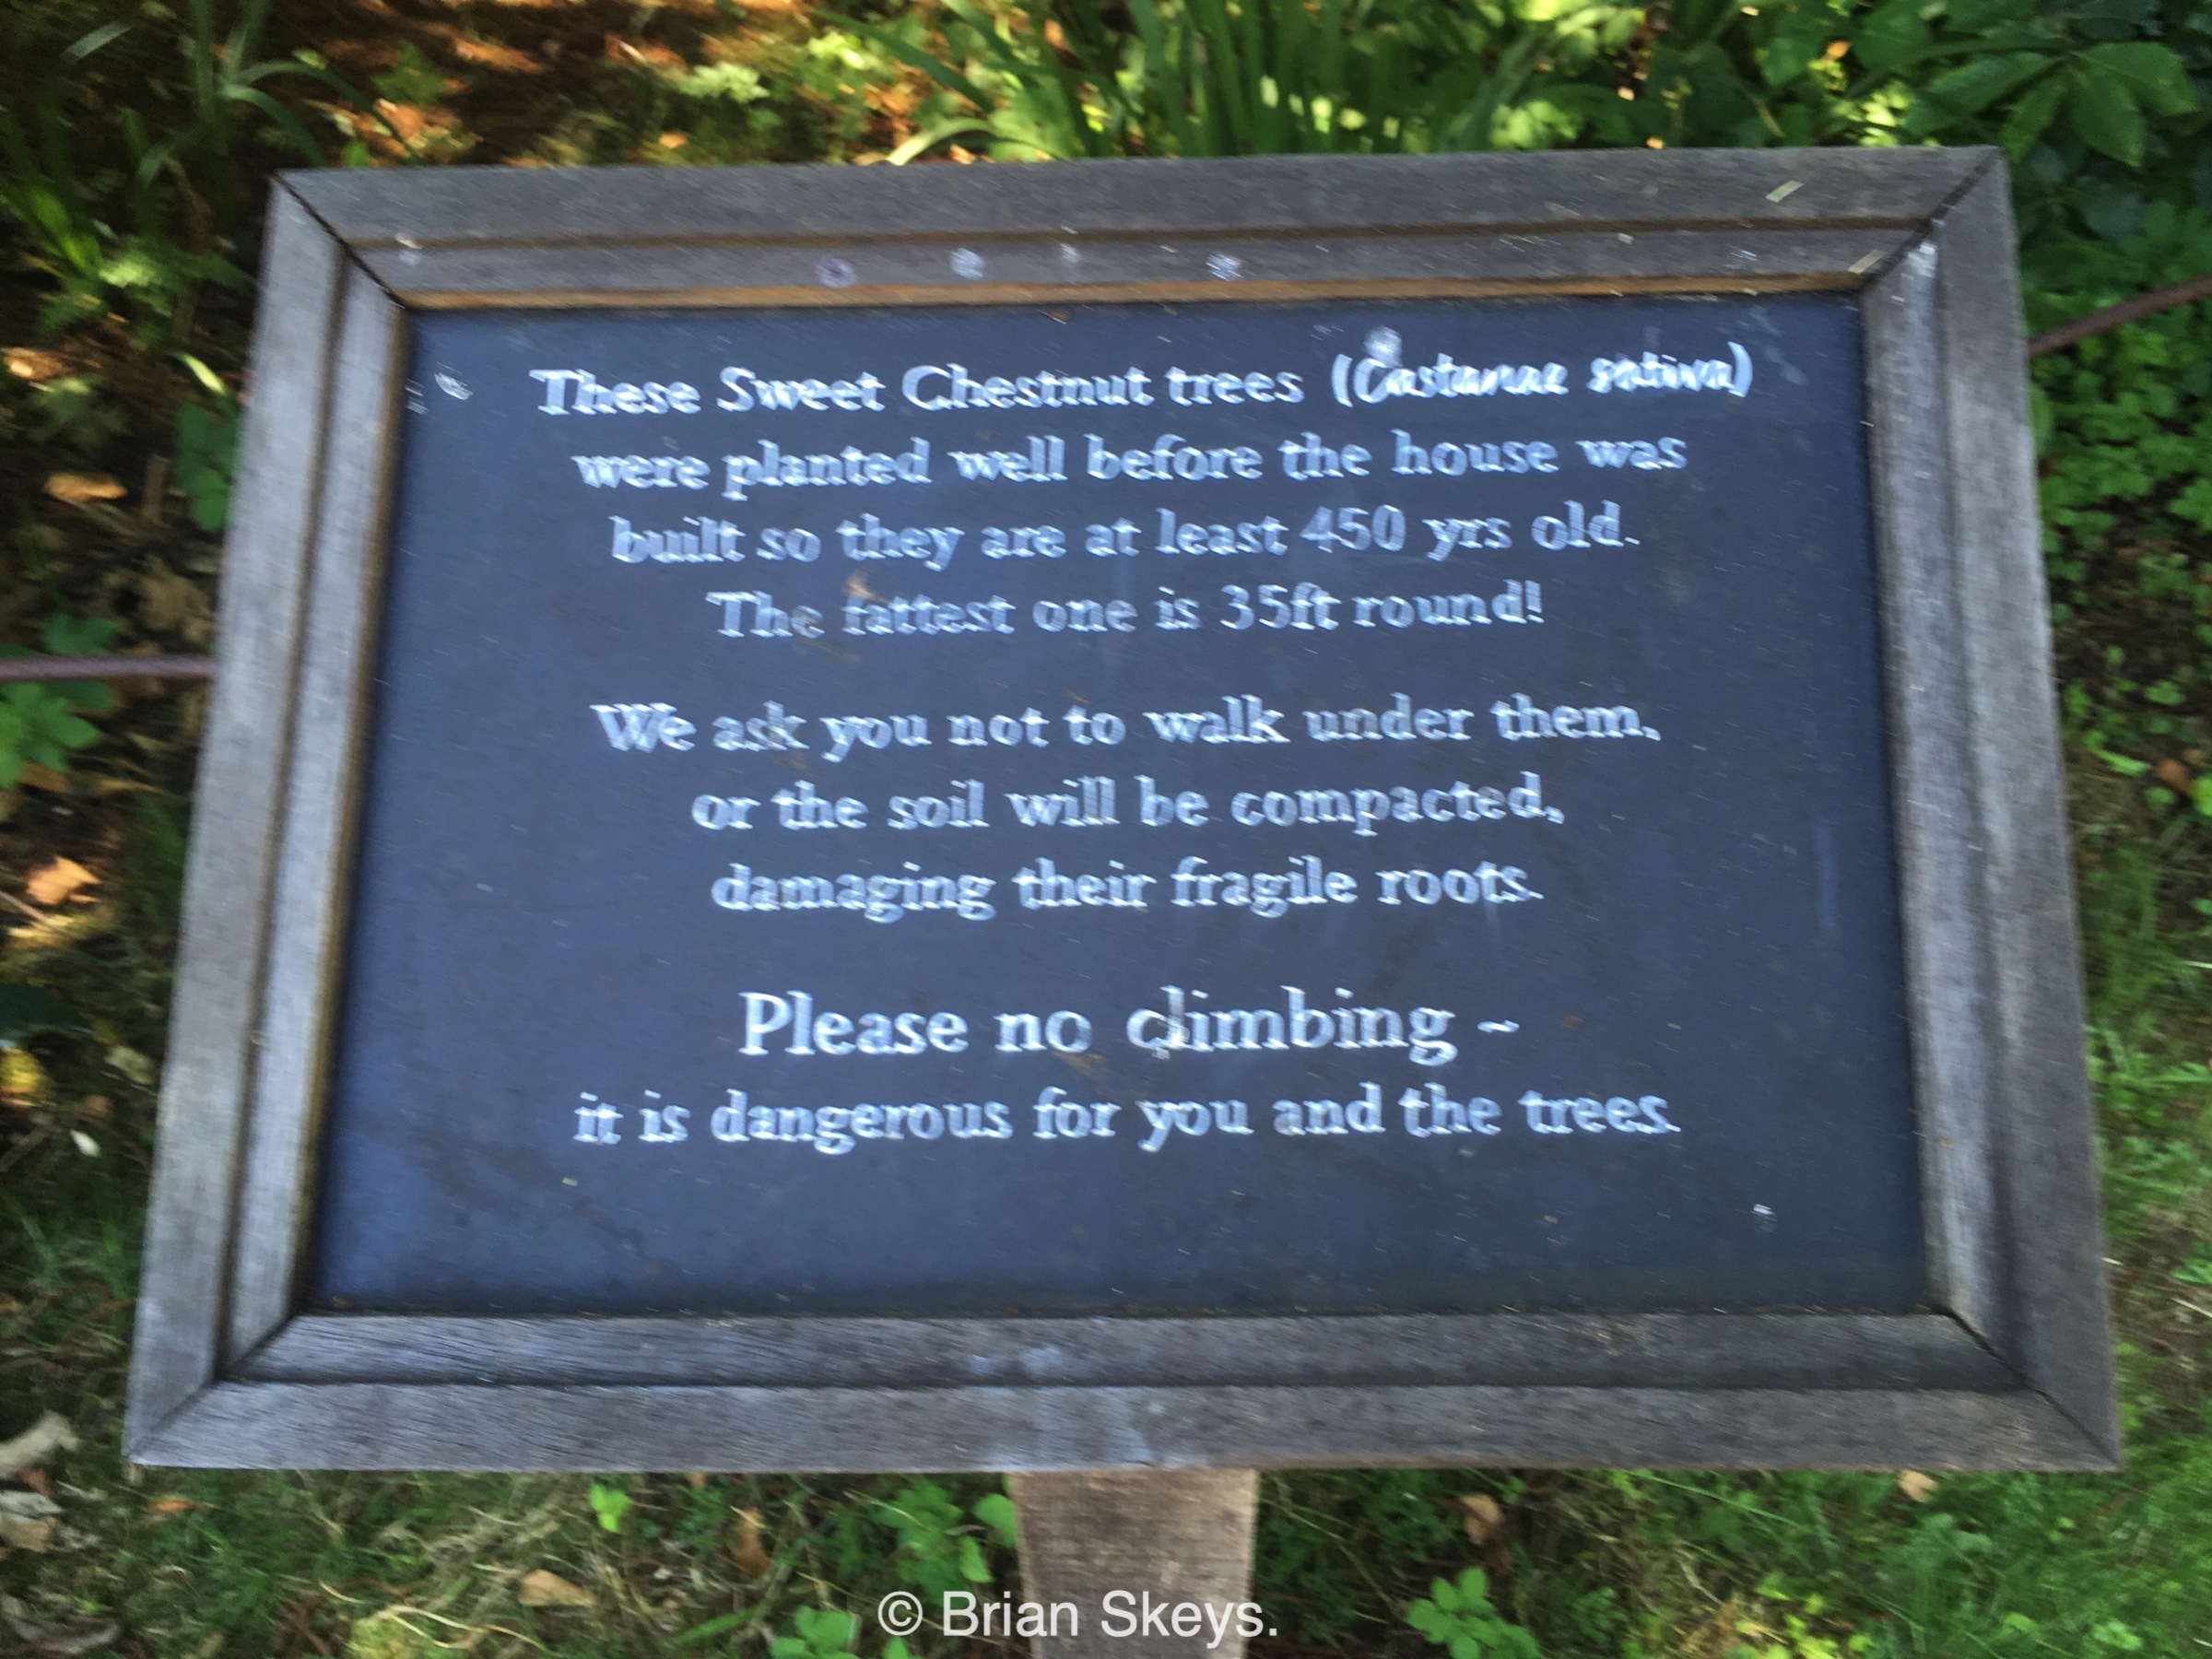 These Sweet Chestnut trees (Castanae sativa)
were planted well before the house was
built so they are at least 450 yrs old.
The fattest one is 35ft round!
We ask you not to walk under them,
or the soil will be compacted,
damaging their fragile roots.
Please no climbing ~
it is dangerous for you and the trees.
© Brian Skeys.